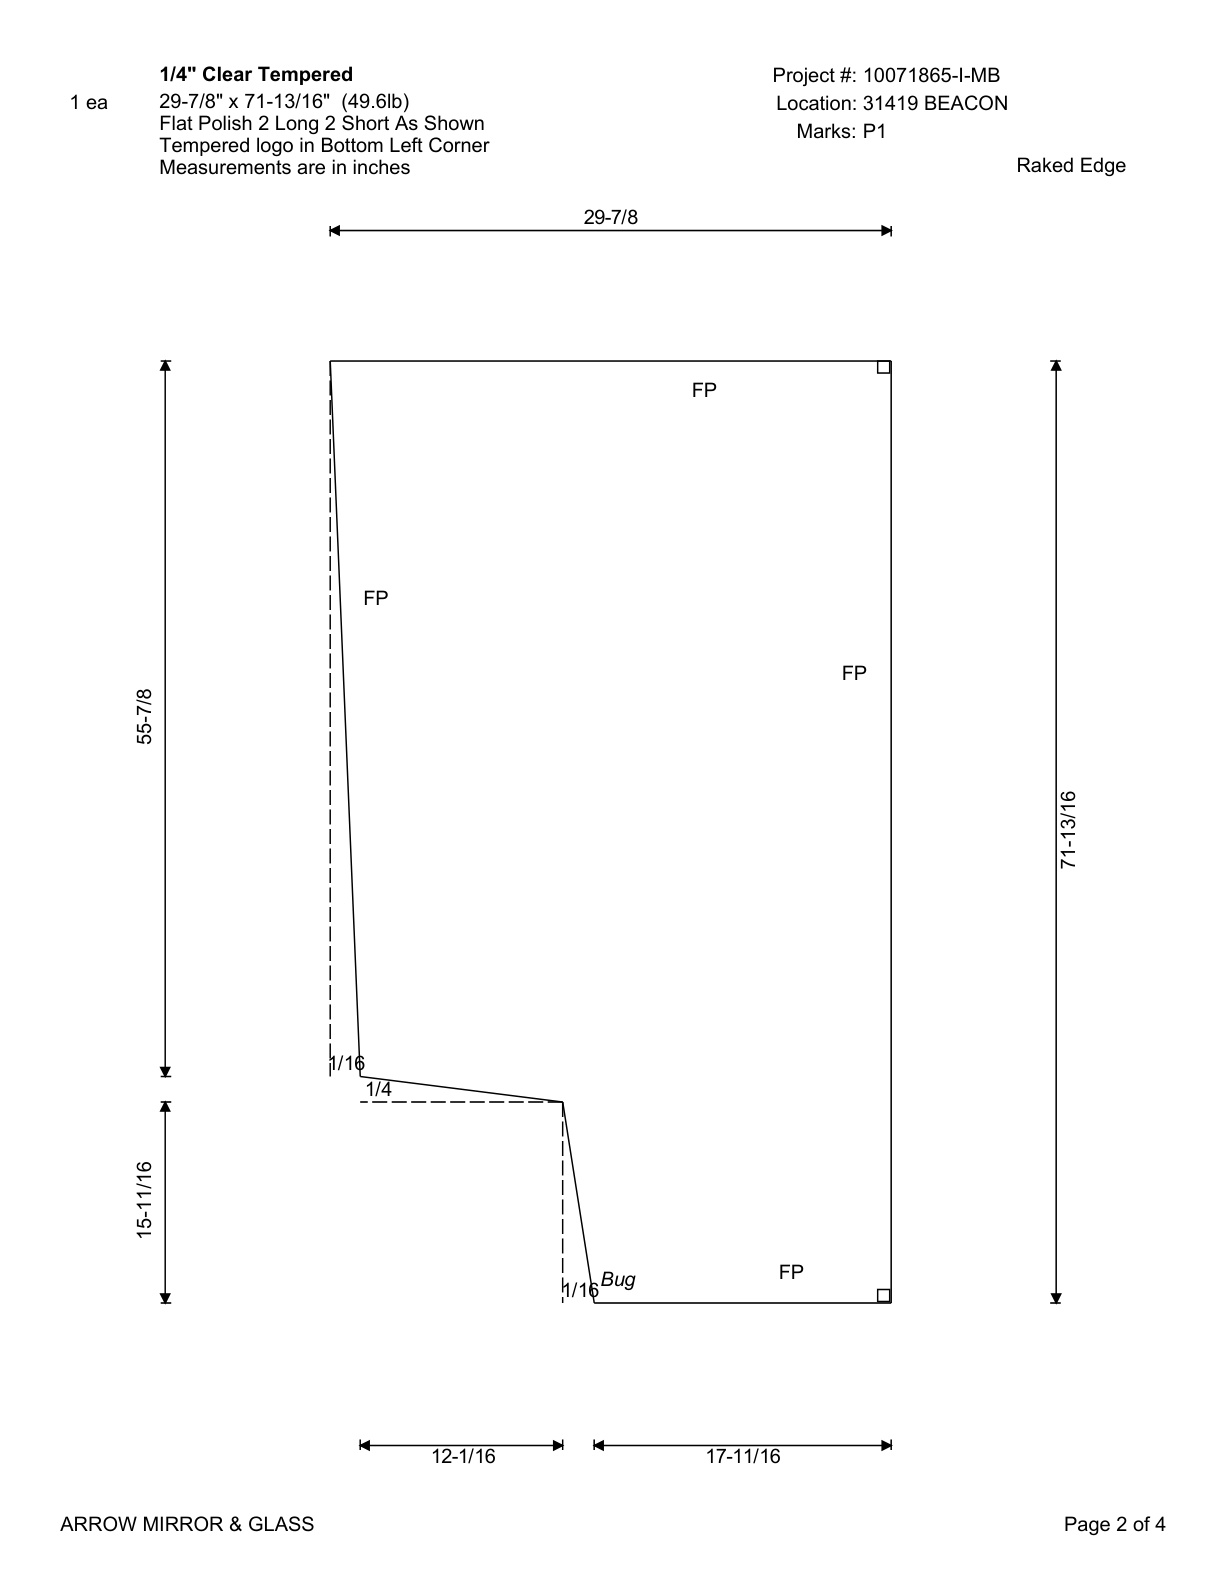 1/4" Clear Tempered
1 ea
29-7/8" x 71-13/16" (49.6lb)
Flat Polish 2 Long 2 Short As Shown
Tempered logo in Bottom Left Corner
Measurements are in inches
Project #: 10071865-I-MB
Location: 31419 BEACON
Marks: P1
Raked Edge
29-7/8
FP
FP
FP
55-7/8
71-13/16
1/16
1/4
15-11/16
1/16
Bug
FP
12-1/16
17-11/16
ARROW MIRROR & GLASS
Page 2 of 4